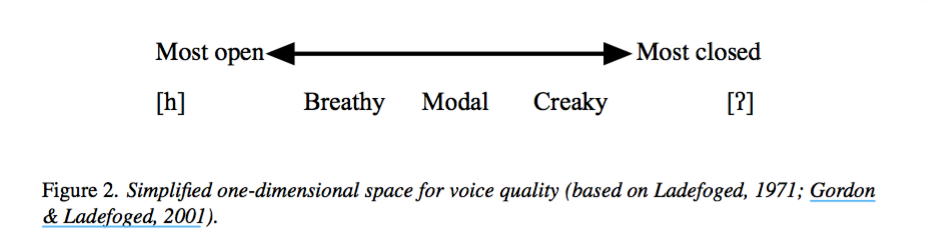 Most open Most closed
[h] Breathy Modal Creaky [?]
Figure 2. Simplified one-dimensional space for voice quality (based on Ladefoged, 1971; Gordon
& Ladefoged, 2001).